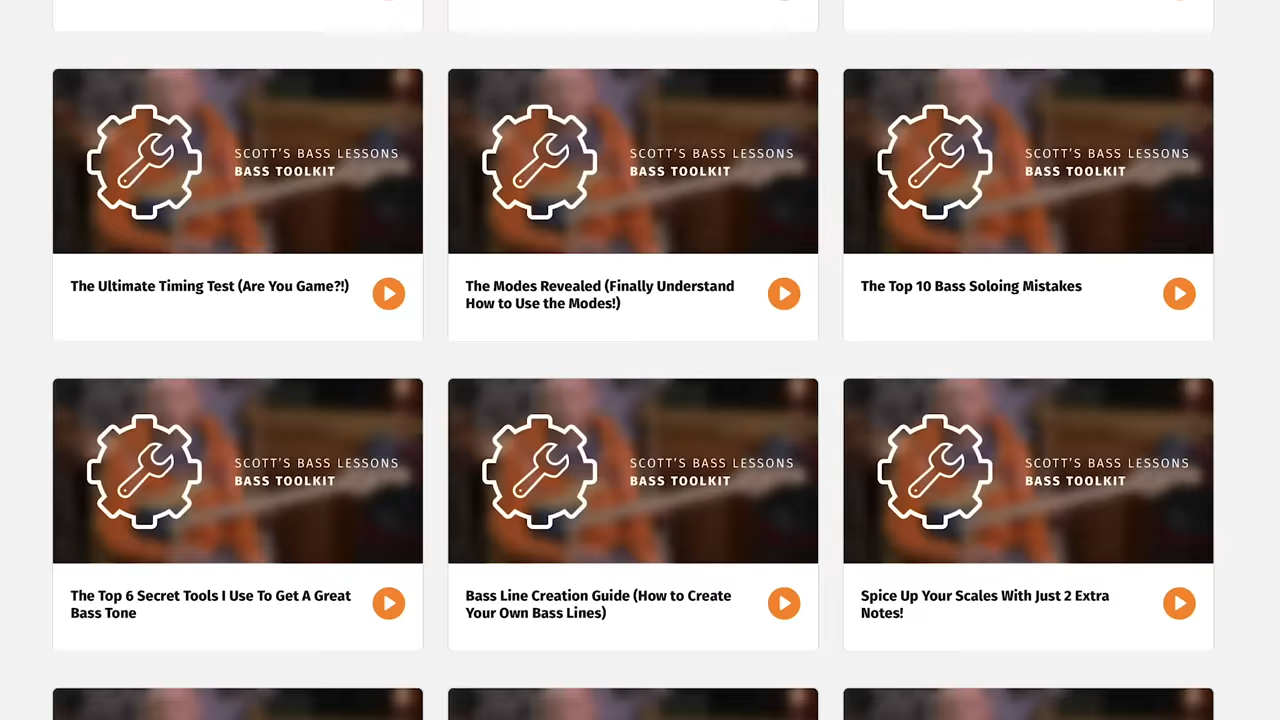 SCOTT'S BASS LESSONS
BASS TOOLKIT
SCOTT'S BASS LESSONS
BASS TOOLKIT
SCOTT'S BASS LESSONS
BASS TOOLKIT
The Ultimate Timing Test (Are You Game?!)
The Modes Revealed (Finally Understand
How to Use the Modes!)
The Top 10 Bass Soloing Mistakes
SCOTT'S BASS LESSONS
BASS TOOLKIT
SCOTT'S BASS LESSONS
BASS TOOLKIT
SCOTT'S BASS LESSONS
BASS TOOLKIT
The Top 6 Secret Tools I Use To Get A Great
Bass Tone
Bass Line Creation Guide (How to Create
Your Own Bass Lines)
Spice Up Your Scales With Just 2 Extra
Notes!